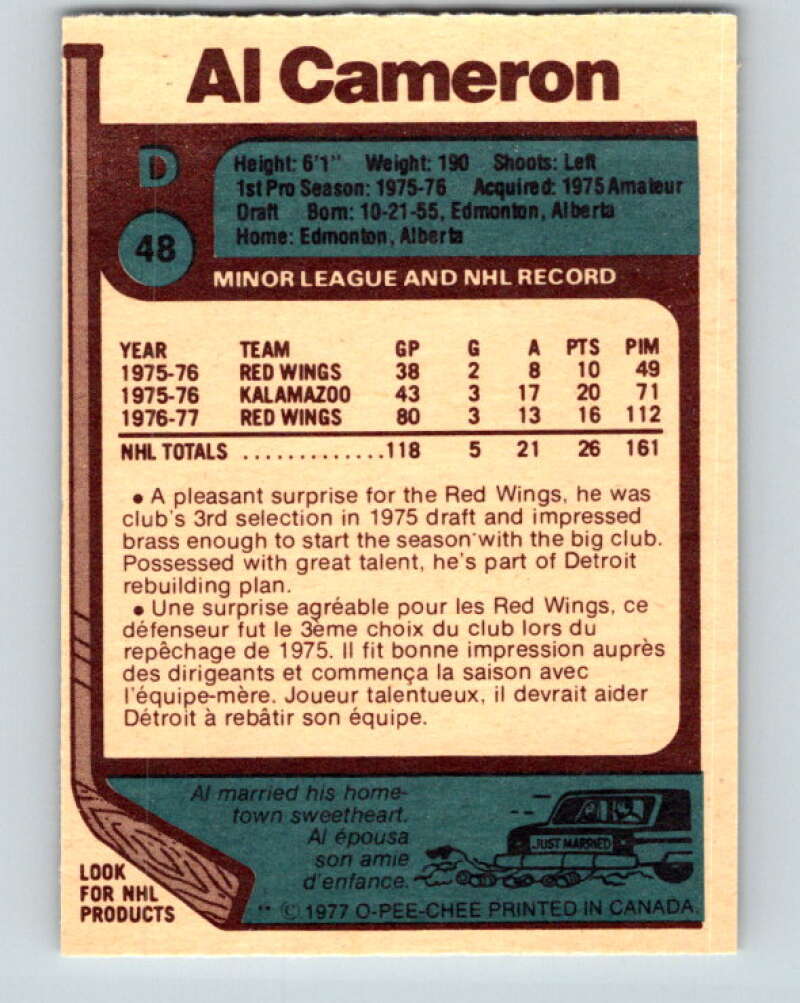 Al Cameron
D
48
Height: 6'1" Weight: 190 Shoots: Left
1st Pro Season: 1975-76 Acquired: 1975 Amateur
Draft Born: 10-21-55, Edmonton, Alberta
Home: Edmonton, Alberta
MINOR LEAGUE AND NHL RECORD
YEAR TEAM GP G A PTS PIM
1975-76 RED WINGS 38 2 8 10 49
1975-76 KALAMAZOO 43 3 17 20 71
1976-77 RED WINGS 80 3 13 16 112
NHL TOTALS .............118 5 21 26 161
• A pleasant surprise for the Red Wings, he was
club's 3rd selection in 1975 draft and impressed
brass enough to start the season with the big club.
Possessed with great talent, he's part of Detroit
rebuilding plan.
• Une surprise agréable pour les Red Wings, ce
défenseur fut le 3ème choix du club lors du
repêchage de 1975. Il fit bonne impression auprès
des dirigeants et commença la saison avec
l'équipe-mère. Joueur talentueux, il devrait aider
Détroit à rebâtir son équipe.
Al married his home-
town sweetheart.
Al épousa
son amie
d'enfance.
JUST MARRIED
LOOK
FOR NHL
PRODUCTS
** © 1977 O-PEE-CHEE PRINTED IN CANADA.